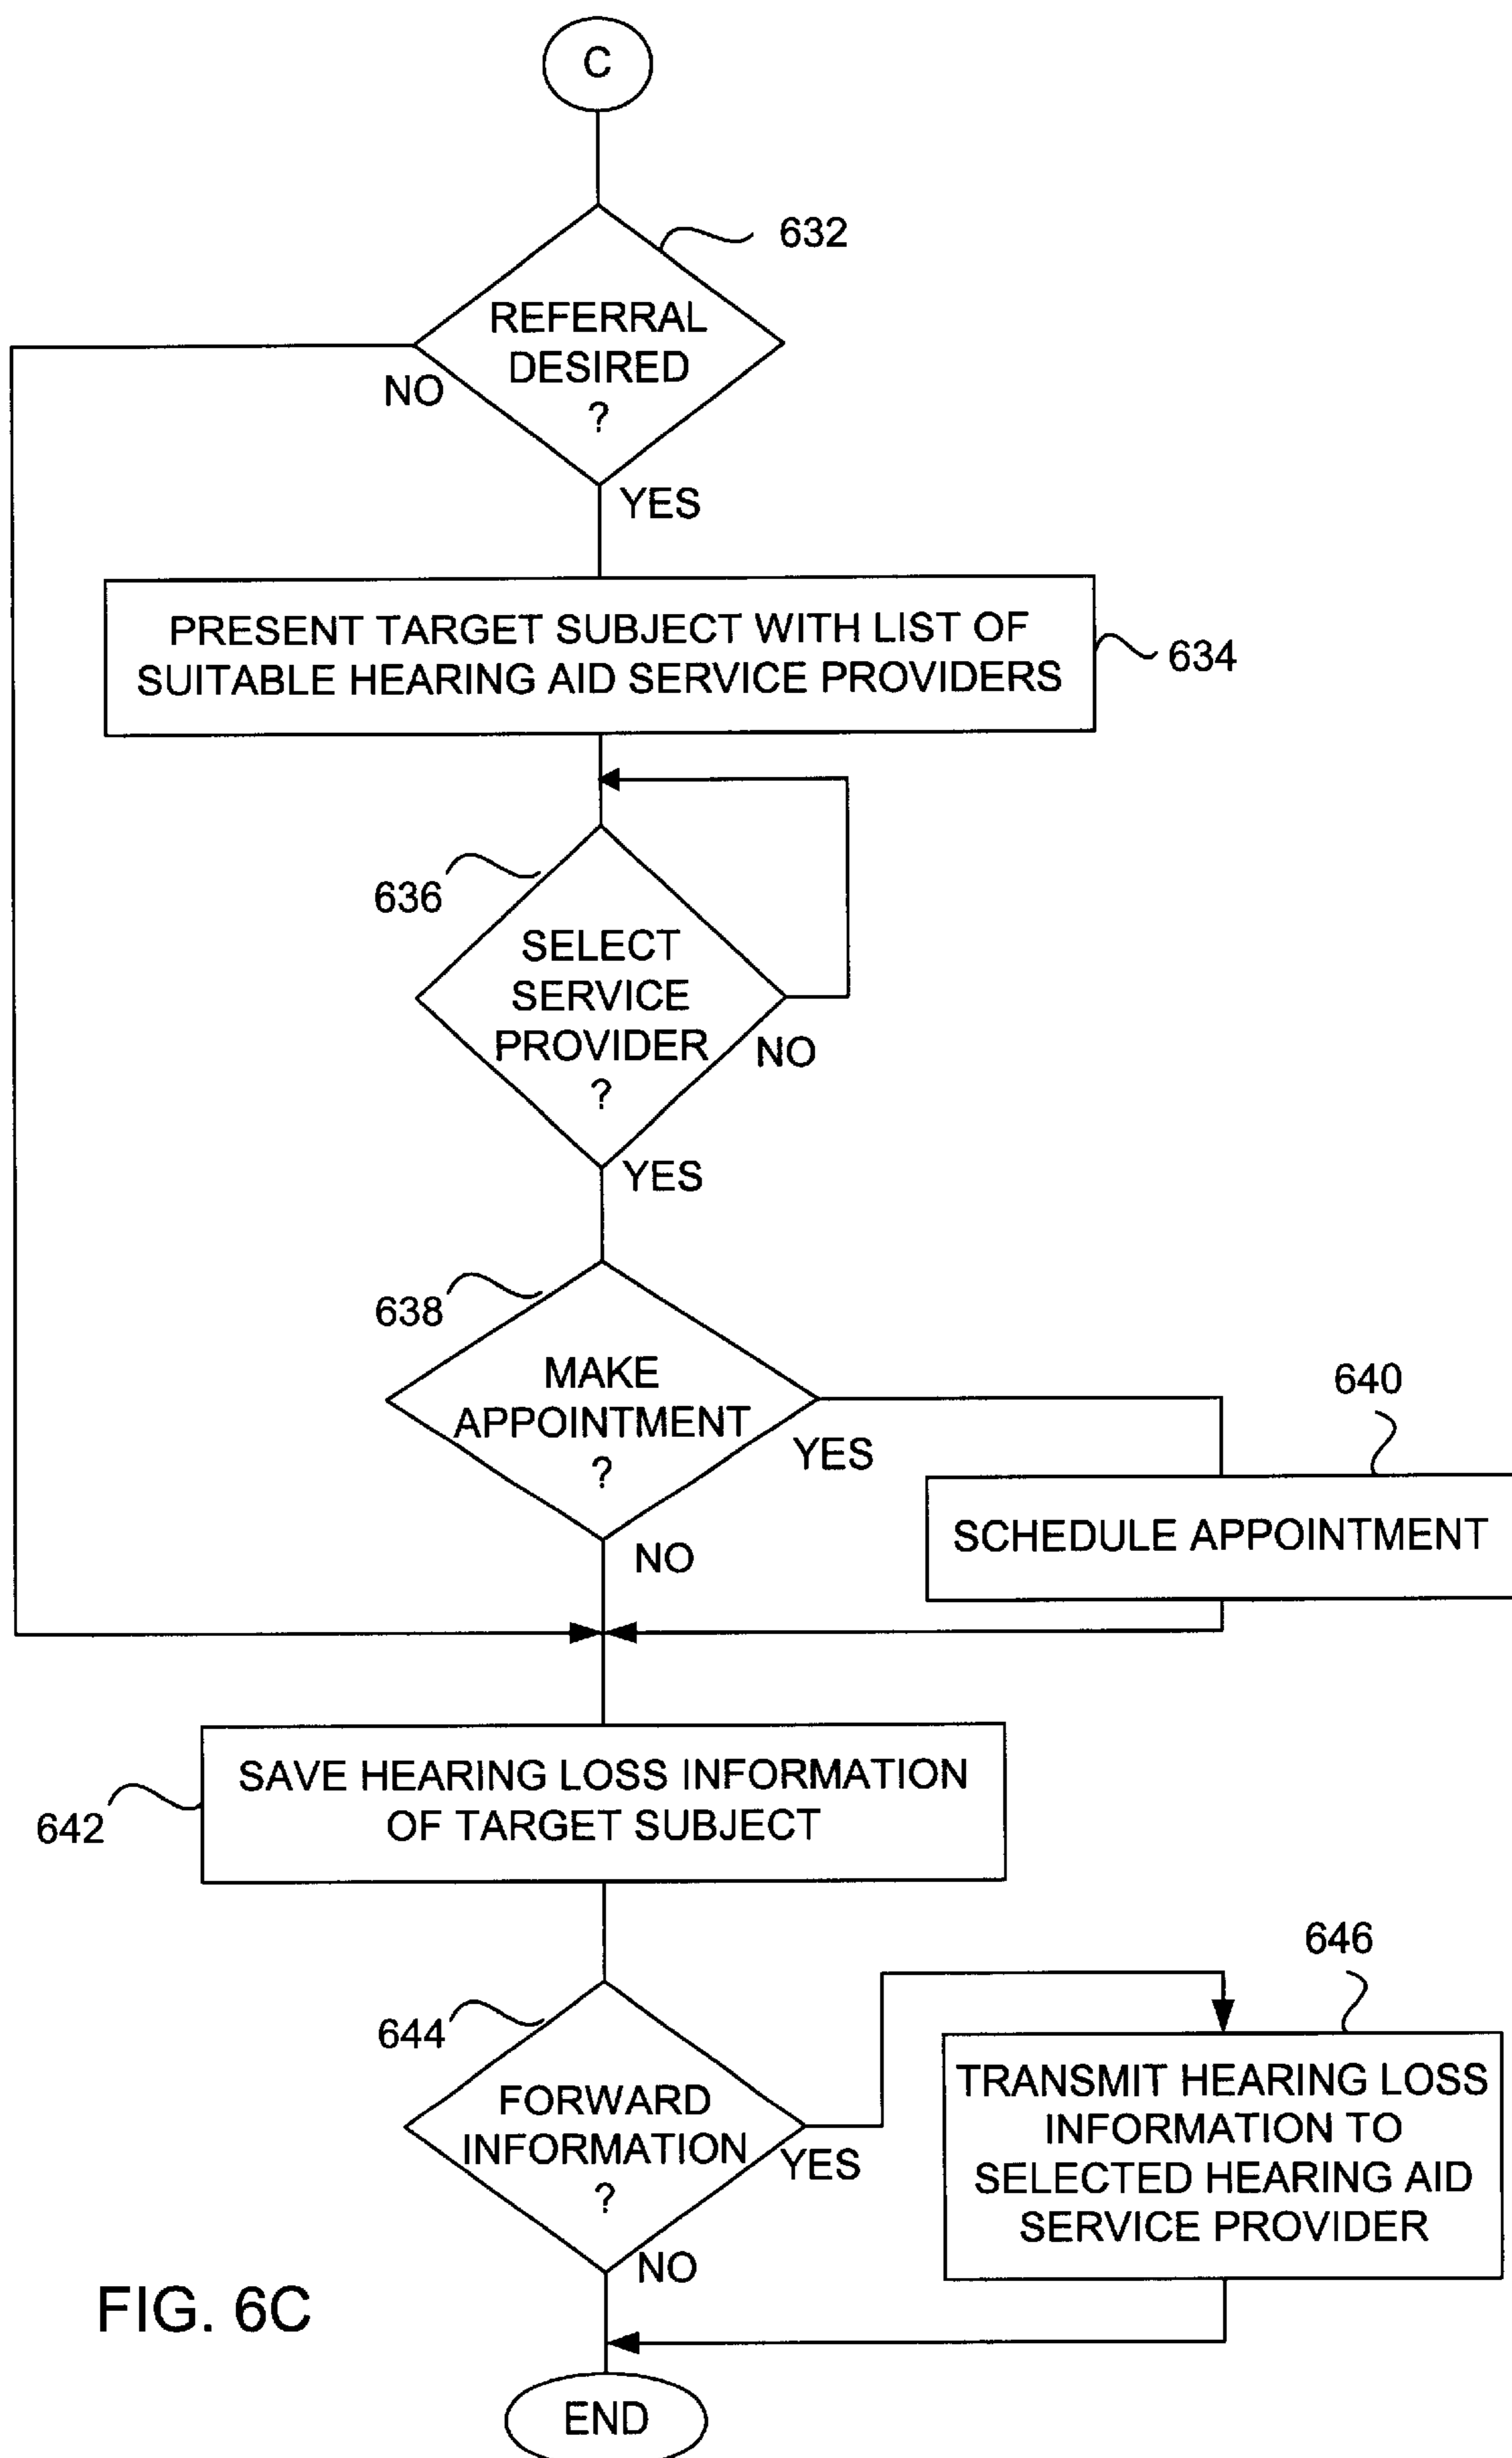 C
632
REFERRAL
DESIRED
?
NO
YES
PRESENT TARGET SUBJECT WITH LIST OF
SUITABLE HEARING AID SERVICE PROVIDERS
634
636
SELECT
SERVICE
PROVIDER
?
NO
YES
638
MAKE
APPOINTMENT
?
YES
NO
640
SCHEDULE APPOINTMENT
SAVE HEARING LOSS INFORMATION
OF TARGET SUBJECT
642
644
FORWARD
INFORMATION
?
YES
NO
646
TRANSMIT HEARING LOSS
INFORMATION TO
SELECTED HEARING AID
SERVICE PROVIDER
FIG. 6C
END